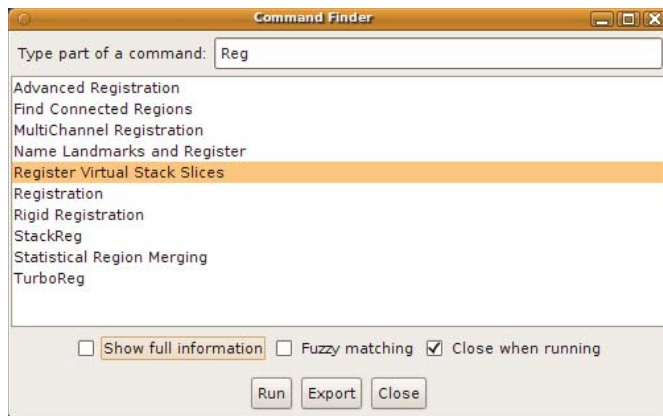 Command Finder
Type part of a command: Reg
Advanced Registration
Find Connected Regions
MultiChannel Registration
Name Landmarks and Register
Register Virtual Stack Slices
Registration
Rigid Registration
StackReg
Statistical Region Merging
TurboReg
Show full information Fuzzy matching Close when running
Run Export Close